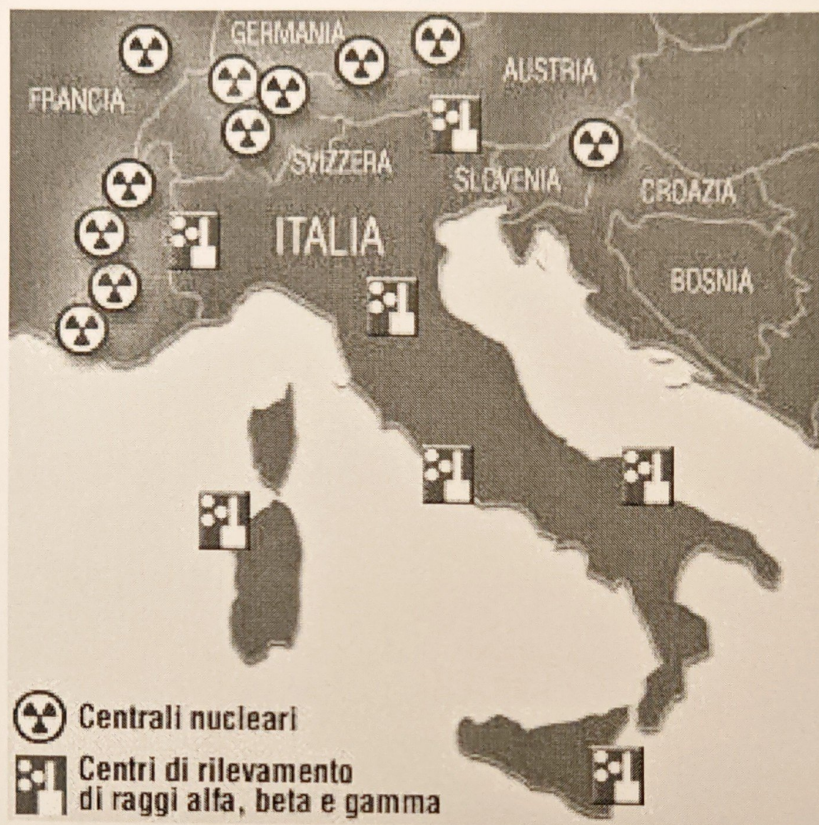 GERMANIA
AUSTRIA
FRANCIA
SVIZZERA
SLOVENIA
CROAZIA
ITALIA
BOSNIA
Centrali nucleari
Centri di rilevamento
di raggi alfa, beta e gamma